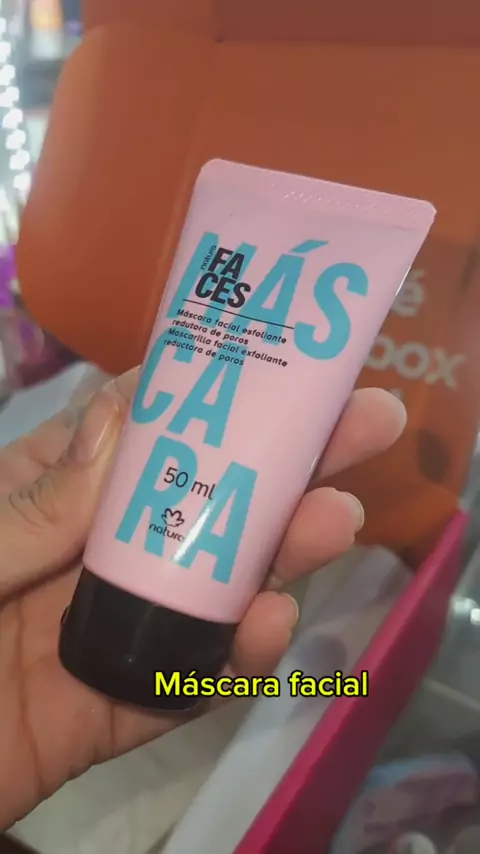 MÁS
CA
RA
natura
FA
CES
Máscara facial esfoliante
redutora de poros
Mascarilla facial exfoliante
reductora de poros
50 ml
natura
é
box
Máscara facial